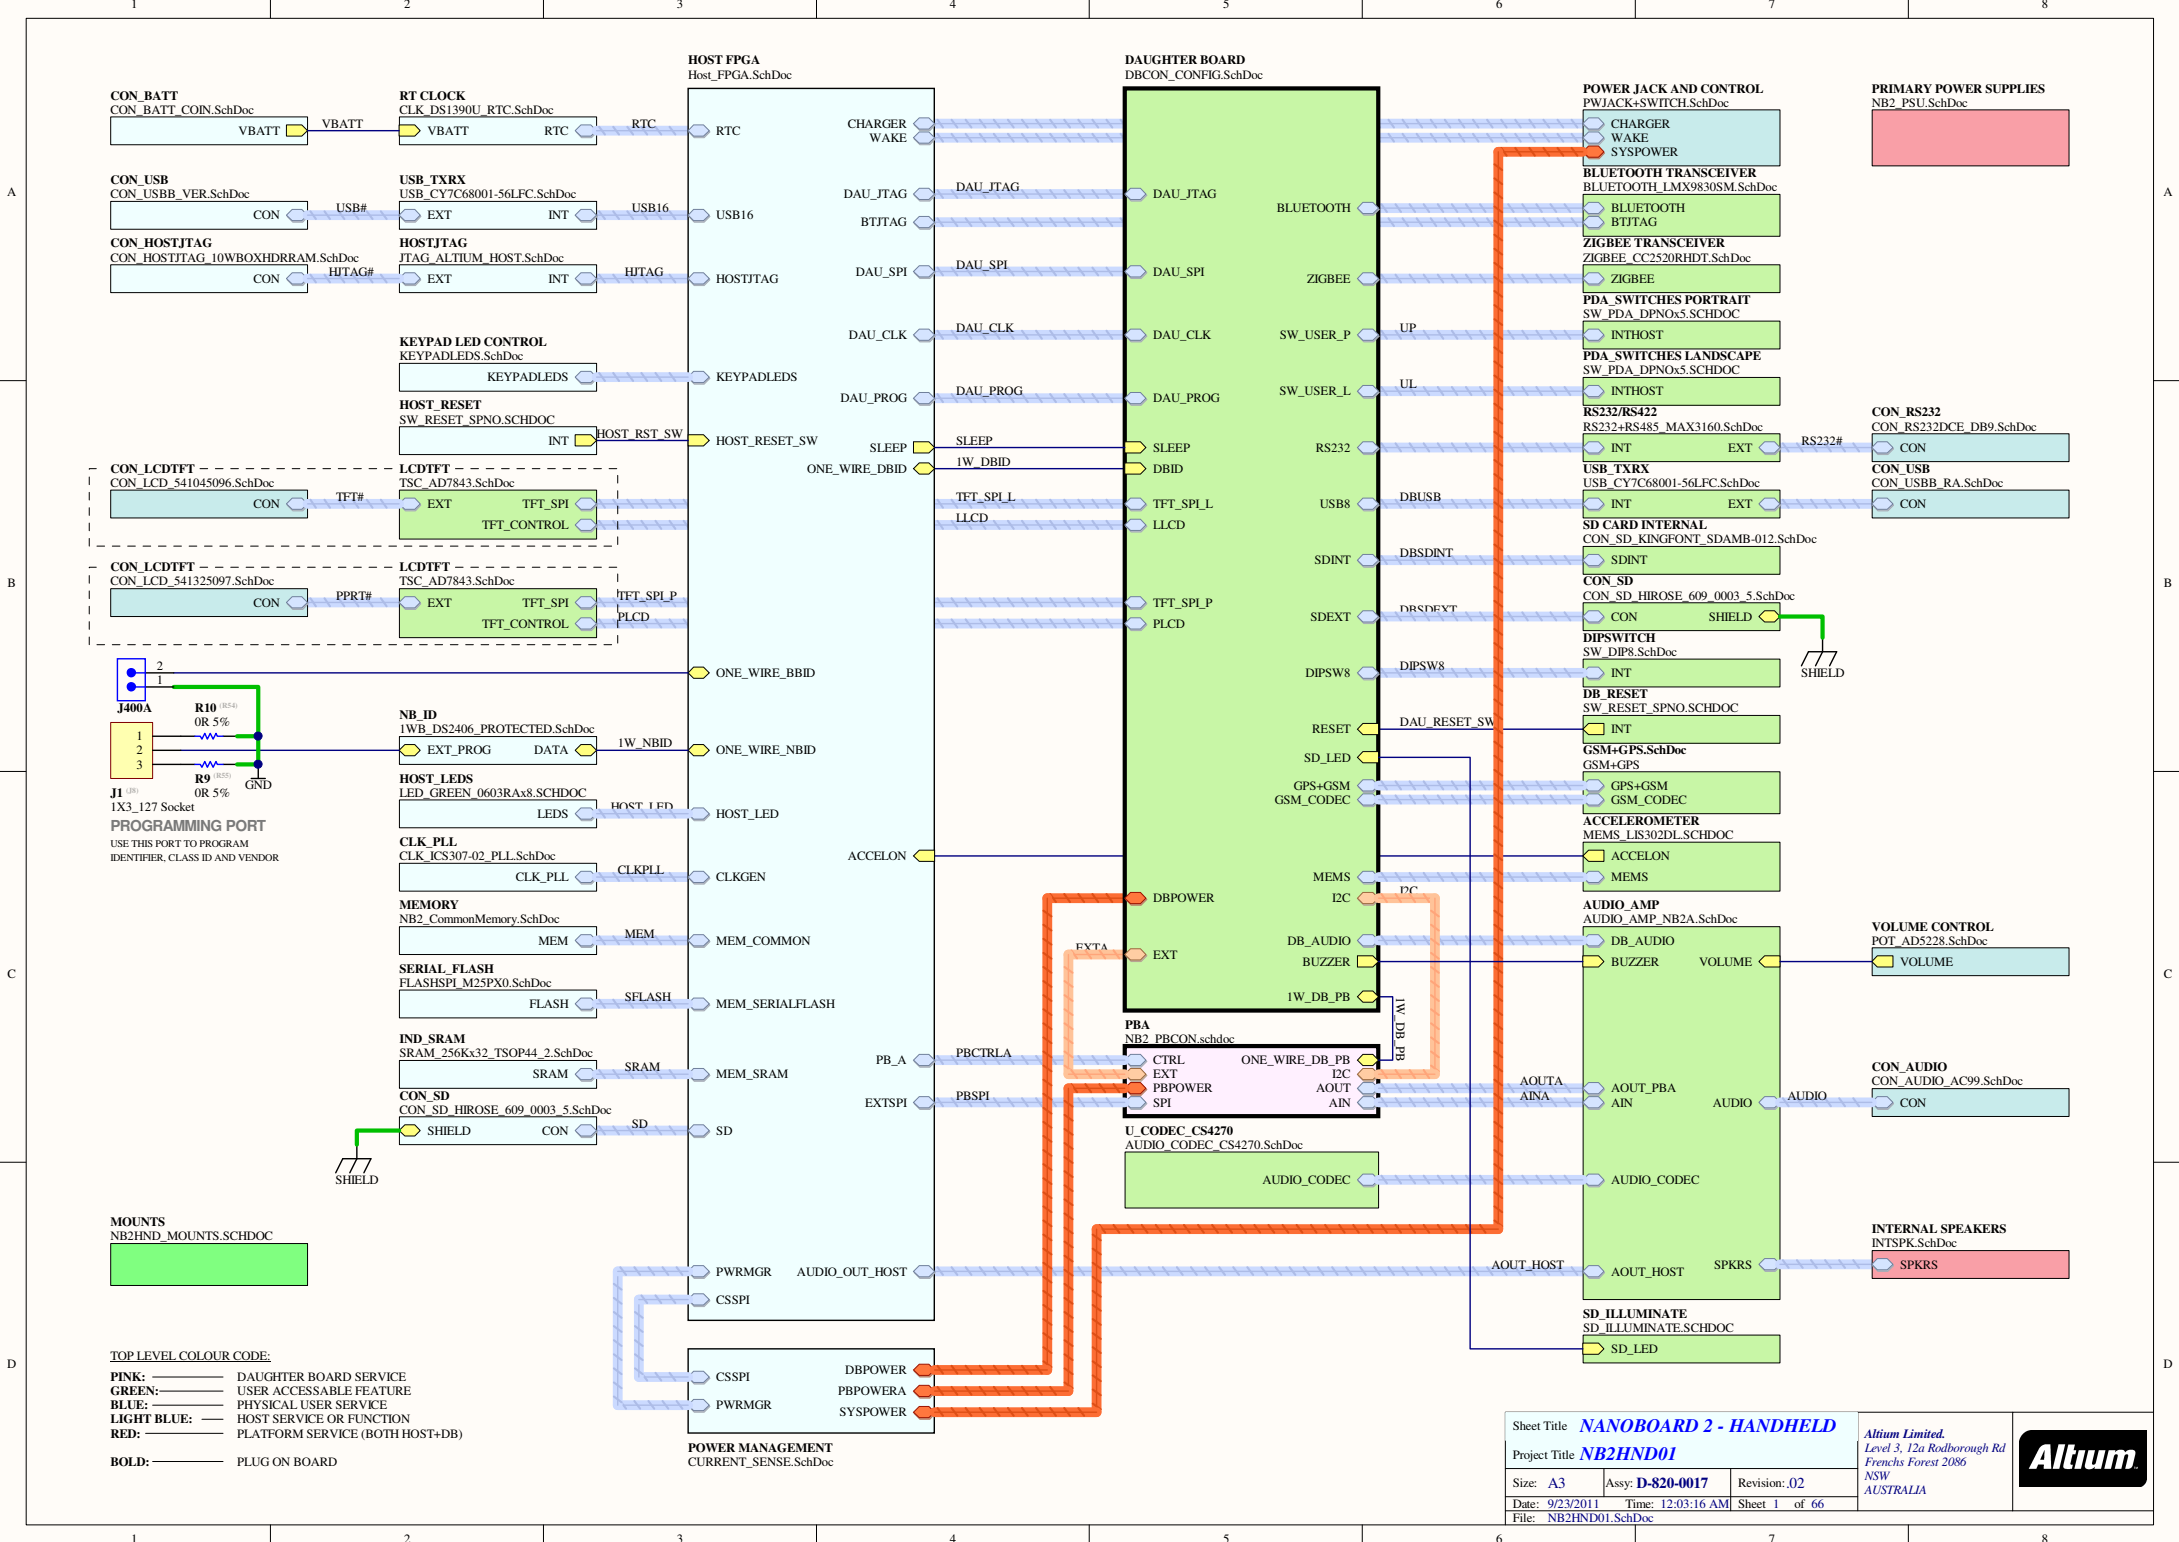 1 2 3 4 5 6 7 8
A
B
C
D
CON_BATT
CON_BATT_COIN.SchDoc
VBATT
VBATT
RT CLOCK
CLK_DS1390U_RTC.SchDoc
VBATT RTC
RTC
CON_USB
CON_USBB_VER.SchDoc
CON
USB#
USB_TXRX
USB_CY7C68001-56LFC.SchDoc
EXT INT
USB16
CON_HOSTJTAG
CON_HOSTJTAG_10WBOXHDRRAM.SchDoc
CON
HJTAG#
HOSTJTAG
JTAG_ALTIUM_HOST.SchDoc
EXT INT
HJTAG
KEYPAD LED CONTROL
KEYPADLEDS.SchDoc
KEYPADLEDS
HOST_RESET
SW_RESET_SPNO.SCHDOC
INT
HOST_RST_SW
CON_LCDTFT
CON_LCD_541045096.SchDoc
CON
TFT#
LCDTFT
TSC_AD7843.SchDoc
EXT TFT_SPI
TFT_CONTROL
CON_LCDTFT
CON_LCD_541325097.SchDoc
CON
PPRT#
LCDTFT
TSC_AD7843.SchDoc
EXT TFT_SPI
TFT_CONTROL
TFT_SPI_P
PLCD
2
1
J400A
R10 (R54)
0R 5%
1
2
3
R9 (R55)
0R 5%
GND
J1 (J8)
1X3_127 Socket
PROGRAMMING PORT
USE THIS PORT TO PROGRAM
IDENTIFIER, CLASS ID AND VENDOR
NB_ID
1WB_DS2406_PROTECTED.SchDoc
EXT_PROG DATA
1W_NBID
HOST_LEDS
LED_GREEN_0603RAx8.SCHDOC
LEDS
HOST_LED
CLK_PLL
CLK_ICS307-02_PLL.SchDoc
CLK_PLL
CLKPLL
MEMORY
NB2_CommonMemory.SchDoc
MEM
MEM
SERIAL_FLASH
FLASHSPI_M25PX0.SchDoc
FLASH
SFLASH
IND_SRAM
SRAM_256Kx32_TSOP44_2.SchDoc
SRAM
SRAM
CON_SD
CON_SD_HIROSE_609_0003_5.SchDoc
SHIELD CON
SD
SHIELD
MOUNTS
NB2HND_MOUNTS.SCHDOC
TOP LEVEL COLOUR CODE:
PINK: DAUGHTER BOARD SERVICE
GREEN: USER ACCESSABLE FEATURE
BLUE: PHYSICAL USER SERVICE
LIGHT BLUE: HOST SERVICE OR FUNCTION
RED: PLATFORM SERVICE (BOTH HOST+DB)
BOLD: PLUG ON BOARD
HOST FPGA
Host_FPGA.SchDoc
RTC
USB16
HOSTJTAG
KEYPADLEDS
HOST_RESET_SW
ONE_WIRE_BBID
ONE_WIRE_NBID
HOST_LED
CLKGEN
MEM_COMMON
MEM_SERIALFLASH
MEM_SRAM
SD
PWRMGR
CSSPI
CHARGER
WAKE
DAU_JTAG
BTJTAG
DAU_SPI
DAU_CLK
DAU_PROG
SLEEP
ONE_WIRE_DBID
ACCELON
PB_A
EXTSPI
AUDIO_OUT_HOST
CSSPI
PWRMGR
DBPOWER
PBPOWERA
SYSPOWER
POWER MANAGEMENT
CURRENT_SENSE.SchDoc
DAU_JTAG
DAU_SPI
DAU_CLK
DAU_PROG
SLEEP
1W_DBID
TFT_SPI_L
LLCD
EXTA
PBCTRLA
PBSPI
DAUGHTER BOARD
DBCON_CONFIG.SchDoc
DAU_JTAG
DAU_SPI
DAU_CLK
DAU_PROG
SLEEP
DBID
TFT_SPI_L
LLCD
TFT_SPI_P
PLCD
DBPOWER
EXT
BLUETOOTH
ZIGBEE
SW_USER_P
SW_USER_L
RS232
USB8
SDINT
SDEXT
DIPSW8
RESET
SD_LED
GPS+GSM
GSM_CODEC
MEMS
I2C
DB_AUDIO
BUZZER
1W_DB_PB
PBA
NB2_PBCON.schdoc
CTRL ONE_WIRE_DB_PB
EXT I2C
PBPOWER AOUT
SPI AIN
U_CODEC_CS4270
AUDIO_CODEC_CS4270.SchDoc
AUDIO_CODEC
UP
UL
DBUSB
DBSDINT
DBSDEXT
DIPSW8
DAU_RESET_SW
I2C
1W_DB_PB
AOUTA
AINA
AOUT_HOST
POWER JACK AND CONTROL
PWJACK+SWITCH.SchDoc
CHARGER
WAKE
SYSPOWER
BLUETOOTH TRANSCEIVER
BLUETOOTH_LMX9830SM.SchDoc
BLUETOOTH
BTJTAG
ZIGBEE TRANSCEIVER
ZIGBEE_CC2520RHDT.SchDoc
ZIGBEE
PDA_SWITCHES PORTRAIT
SW_PDA_DPNOx5.SCHDOC
INTHOST
PDA_SWITCHES LANDSCAPE
SW_PDA_DPNOx5.SCHDOC
INTHOST
RS232/RS422
RS232+RS485_MAX3160.SchDoc
INT EXT
RS232#
USB_TXRX
USB_CY7C68001-56LFC.SchDoc
INT EXT
SD CARD INTERNAL
CON_SD_KINGFONT_SDAMB-012.SchDoc
SDINT
CON_SD
CON_SD_HIROSE_609_0003_5.SchDoc
CON SHIELD
SHIELD
DIPSWITCH
SW_DIP8.SchDoc
INT
DB_RESET
SW_RESET_SPNO.SCHDOC
INT
GSM+GPS.SchDoc
GSM+GPS
GPS+GSM
GSM_CODEC
ACCELEROMETER
MEMS_LIS302DL.SCHDOC
ACCELON
MEMS
AUDIO_AMP
AUDIO_AMP_NB2A.SchDoc
DB_AUDIO
BUZZER VOLUME
AOUT_PBA
AIN AUDIO
AUDIO
AUDIO_CODEC
SPKRS
AOUT_HOST
SD_ILLUMINATE
SD_ILLUMINATE.SCHDOC
SD_LED
PRIMARY POWER SUPPLIES
NB2_PSU.SchDoc
CON_RS232
CON_RS232DCE_DB9.SchDoc
CON
CON_USB
CON_USBB_RA.SchDoc
CON
VOLUME CONTROL
POT_AD5228.SchDoc
VOLUME
CON_AUDIO
CON_AUDIO_AC99.SchDoc
CON
INTERNAL SPEAKERS
INTSPK.SchDoc
SPKRS
Sheet Title NANOBOARD 2 - HANDHELD
Project Title NB2HND01
Size: A3 Assy: D-820-0017 Revision: .02
Date: 9/23/2011 Time: 12:03:16 AM Sheet 1 of 66
File: NB2HND01.SchDoc
Altium Limited.
Level 3, 12a Rodborough Rd
Frenchs Forest 2086
NSW
AUSTRALIA
Altium
A
B
C
D
1 2 3 4 5 6 7 8